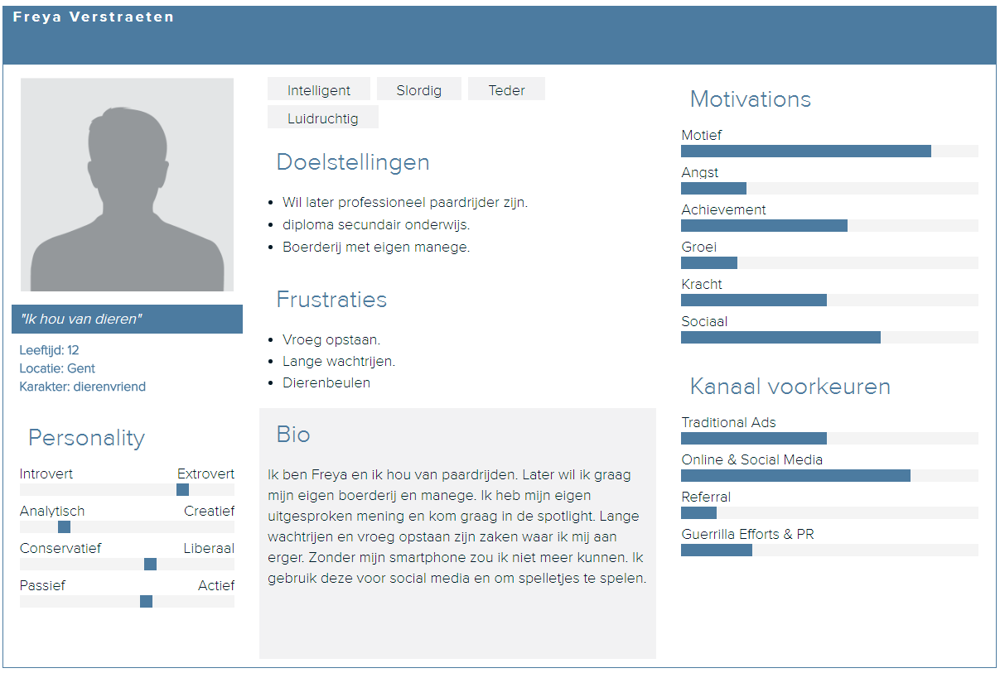 Freya Verstraeten
"Ik hou van dieren"
Leeftijd: 12
Locatie: Gent
Karakter: dierenvriend
Personality
Introvert Extrovert
Analytisch Creatief
Conservatief Liberaal
Passief Actief
Intelligent Slordig Teder
Luidruchtig
Doelstellingen
• Wil later professioneel paardrijder zijn.
• diploma secundair onderwijs.
• Boerderij met eigen manege.
Frustraties
• Vroeg opstaan.
• Lange wachtrijen.
• Dierenbeulen
Bio
Ik ben Freya en ik hou van paardrijden. Later wil ik graag
mijn eigen boerderij en manege. Ik heb mijn eigen
uitgesproken mening en kom graag in de spotlight. Lange
wachtrijen en vroeg opstaan zijn zaken waar ik mij aan
erger. Zonder mijn smartphone zou ik niet meer kunnen. Ik
gebruik deze voor social media en om spelletjes te spelen.
Motivations
Motief
Angst
Achievement
Groei
Kracht
Sociaal
Kanaal voorkeuren
Traditional Ads
Online & Social Media
Referral
Guerrilla Efforts & PR